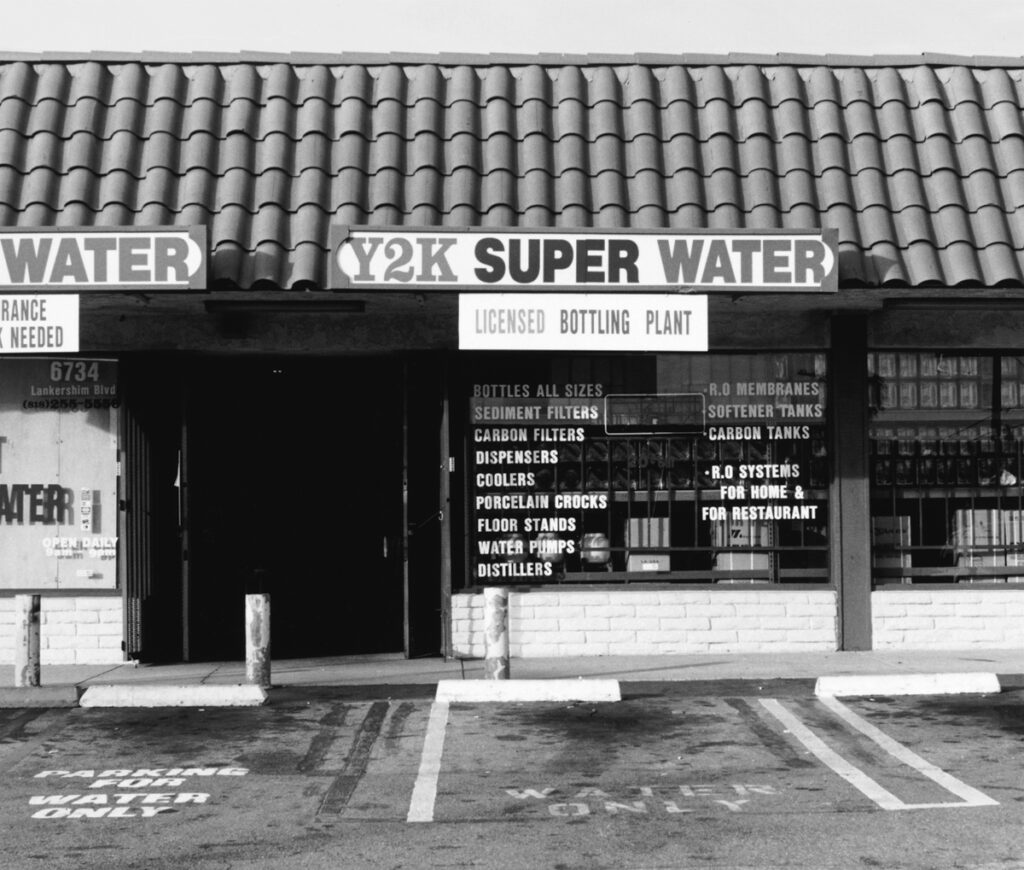 WATER
Y2K SUPER WATER
RANCE
NEEDED
LICENSED BOTTLING PLANT
6734
Lankershim Blvd
WATER
OPEN DAILY
9am - 9pm
BOTTLES ALL SIZES
SEDIMENT FILTERS
CARBON FILTERS
DISPENSERS
COOLERS
PORCELAIN CROCKS
FLOOR STANDS
WATER PUMPS
DISTILLERS
·R.O MEMBRANES
SOFTENER TANKS
CARBON TANKS
·R.O SYSTEMS
FOR HOME &
FOR RESTAURANT
PARKING
FOR
WATER
ONLY
WATER
ONLY